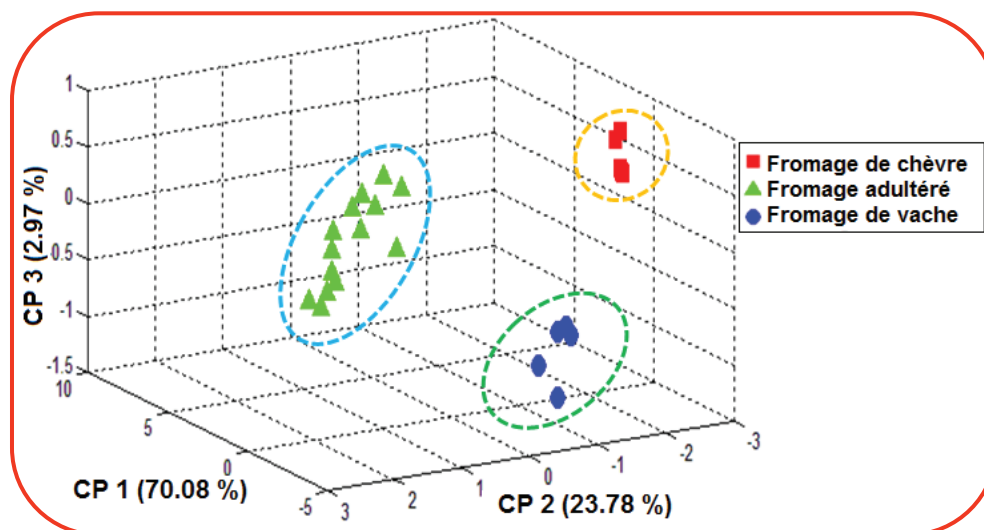 1
0.5
0
-0.5
-1
-1.5
10
5
0
-5
3
2
1
0
-1
-2
-3
CP 3 (2.97 %)
CP 1 (70.08 %)
CP 2 (23.78 %)
Fromage de chèvre
Fromage adultéré
Fromage de vache